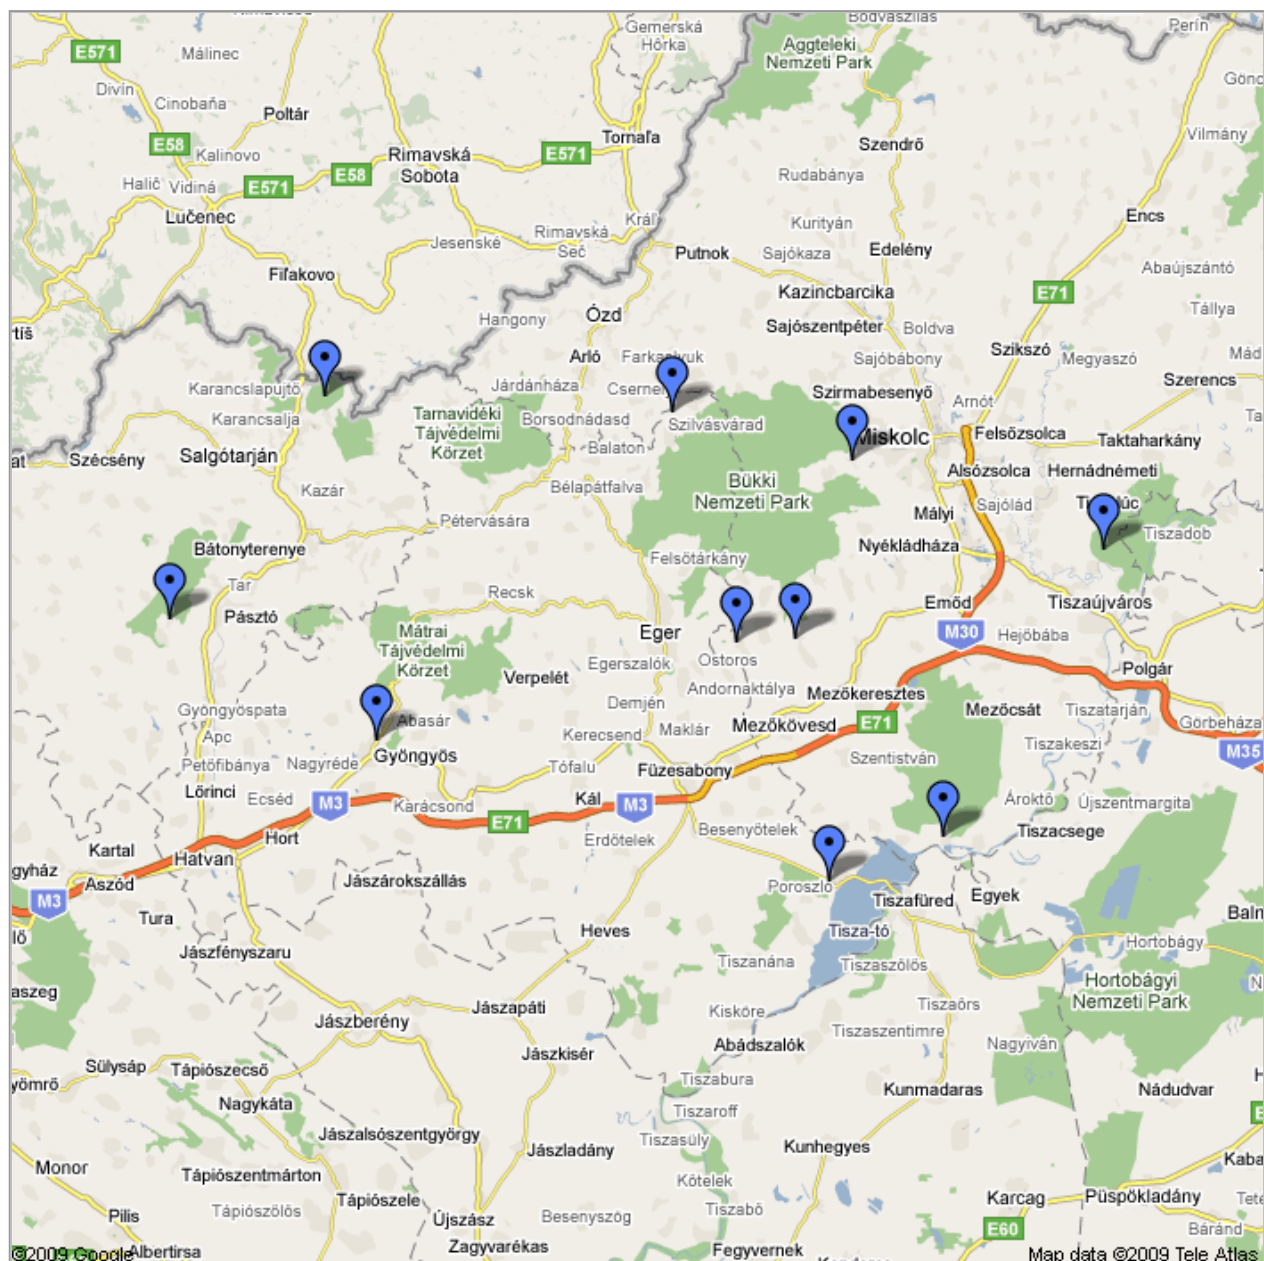 Rimavská Sobota
Gemerská
Hôrka
Bódvaszilas
Perín
E571
Málinec
Aggteleki
Nemzeti Park
Divín
Cinobaňa
Poltár
Tornaľa
Szendrő
Vilmány
E58
Kalinovo
Rimavská
Sobota
E571
Halič
Vidiná
E571
E58
Rudabánya
Lučenec
Kráľ
Kurityán
Encs
Jesenské
Rimavská
Seč
Putnok
Sajókaza
Edelény
Fiľakovo
Abaújszántó
Kazincbarcika
E71
Hangony
Ózd
Tállya
Sajószentpéter
Boldva
Arló
Sajóbábony
Szikszó
Megyaszó
Mád
Karancslapujtő
Járdánháza
Szirmabesenyő
Arnót
Szerencs
Karancsalja
Tarnavidéki
Tájvédelmi
Körzet
Borsodnádasd
Szilvásvárad
Miskolc
Felsőzsolca
Taktaharkány
Szécsény
Salgótarján
Balaton
Alsózsolca
Hernádnémeti
Kazár
Bélapátfalva
Bükki
Nemzeti Park
Sajólád
Mályi
Pétervására
Tiszadob
Bátonyterenye
Felsőtárkány
Nyékládháza
Tar
Recsk
Emőd
Tiszaújváros
Pásztó
Mátrai
Tájvédelmi
Körzet
Eger
M30
Hejőbába
Egerszalók
Ostoros
Verpelét
Polgár
Andornaktálya
Mezőkeresztes
Gyöngyöspata
Abasár
Demjén
Mezőcsát
Tiszatarján
Görbeháza
Apc
Maklár
Mezőkövesd
E71
Kerecsend
Tiszakeszi
M35
Petőfibánya
Nagyréde
Gyöngyös
Tófalu
Füzesabony
Szentistván
Lőrinci
Ecséd
M3
Karácsond
Kál
M3
Ároktő
Újszentmargita
E71
Hort
Erdőtelek
Besenyőtelek
Tiszacsege
Kartal
Hatvan
Aszód
Jászárokszállás
Poroszló
M3
Tiszafüred
Egyek
Tura
Heves
Tisza-tó
Hortobágy
Jászfényszaru
Tiszanána
Tiszaszőlős
Hortobágyi
Nemzeti Park
Jászapáti
Kisköre
Tiszaörs
Jászberény
Tiszaszentimre
Nagyiván
Jászkisér
Abádszalók
Sülysáp
Tápiószecső
Tiszabura
Kunmadaras
Nádudvar
Nagykáta
Tiszaroff
Jászalsószentgyörgy
Tiszasüly
Jászladány
Kunhegyes
Monor
Tápiószentmárton
Kőtelek
Karcag
Püspökladány
Tápiószele
Pilis
Tápiószőlős
Újszász
Besenyszög
Tiszabő
E60
Báránd
Zagyvarékas
Fegyvernek
©2009 Google
Albertirsa
Map data ©2009 Tele Atlas